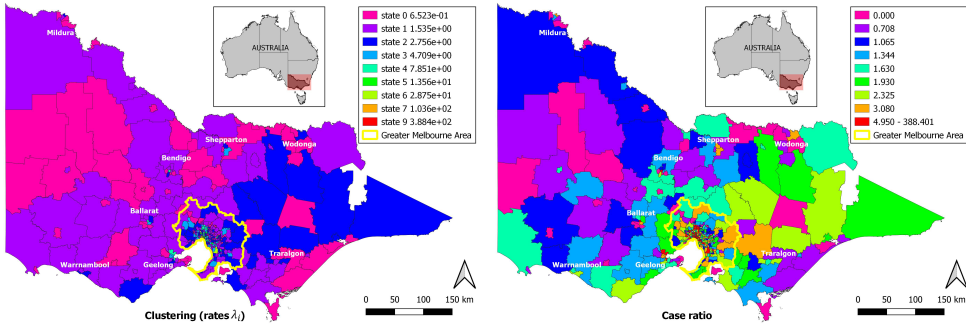 AUSTRALIA
state 0 6.523e-01
state 1 1.535e+00
state 2 2.756e+00
state 3 4.709e+00
state 4 7.851e+00
state 5 1.356e+01
state 6 2.875e+01
state 7 1.036e+02
state 9 3.884e+02
Greater Melbourne Area
Mildura
Shepparton
Wodonga
Bendigo
Ballarat
Traralgon
Warrnambool
Geelong
0 50 100 150 km
Clustering (rates λᵢ)
AUSTRALIA
0.000
0.708
1.065
1.344
1.630
1.930
2.325
3.080
4.950 - 388.401
Greater Melbourne Area
Mildura
Shepparton
Wodonga
Bendigo
Ballarat
Traralgon
Warrnambool
Geelong
0 50 100 150 km
Case ratio